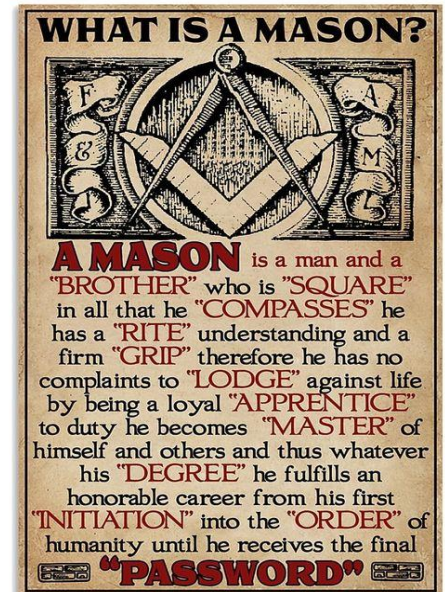 WHAT IS A MASON?
F A
& M
A MASON is a man and a
"BROTHER" who is "SQUARE"
in all that he "COMPASSES" he
has a "RITE" understanding and a
firm "GRIP" therefore he has no
complaints to "LODGE" against life
by being a loyal "APPRENTICE"
to duty he becomes "MASTER" of
himself and others and thus whatever
his "DEGREE" he fulfills an
honorable career from his first
"INITIATION" into the "ORDER" of
humanity until he receives the final
"PASSWORD"